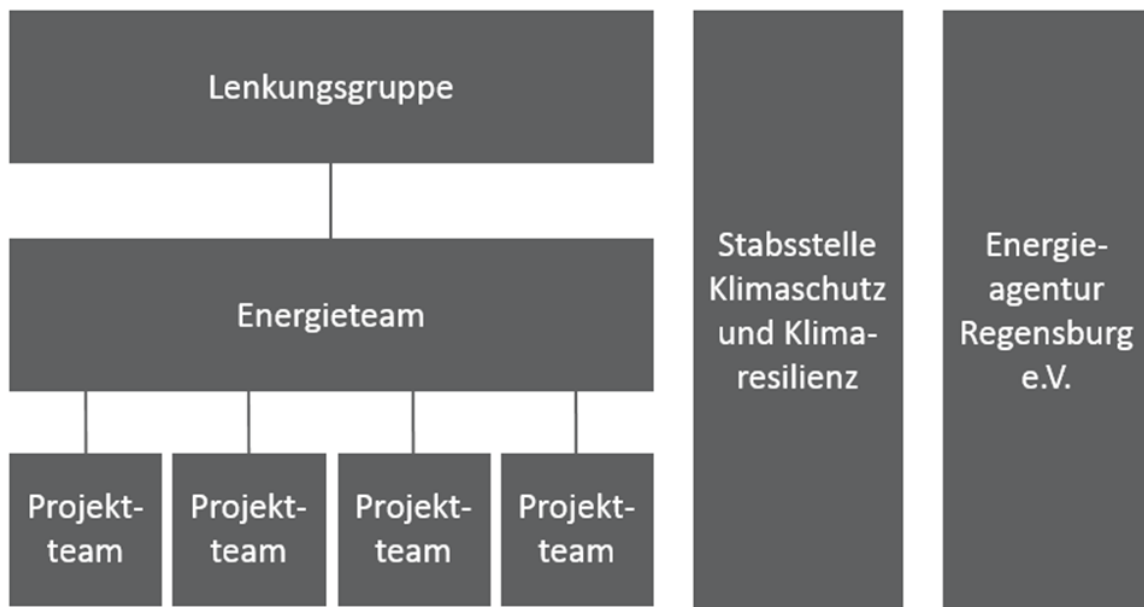 Lenkungsgruppe
Energieteam
Projekt-
team
Projekt-
team
Projekt-
team
Projekt-
team
Stabsstelle
Klimaschutz
und Klima-
resilienz
Energie-
agentur
Regensburg
e.V.